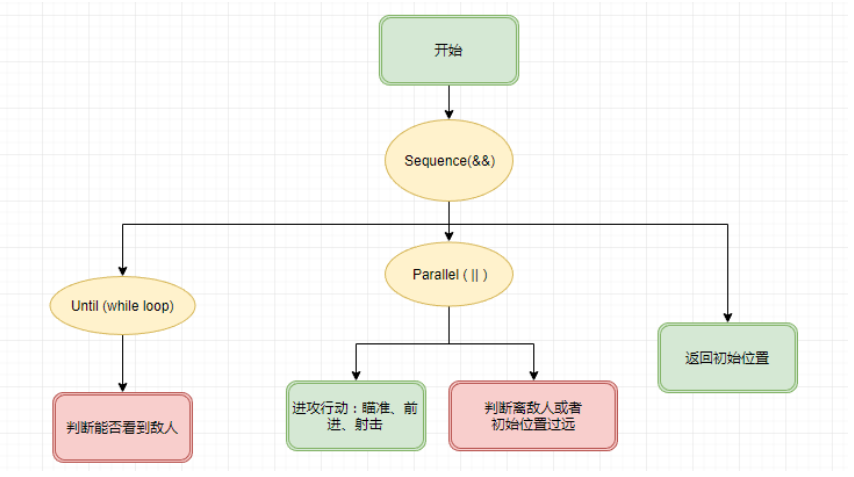 开始
Sequence(&&)
Until (while loop)
Parallel ( || )
返回初始位置
判断能否看到敌人
进攻行动：瞄准、前
进、射击
判断离敌人或者
初始位置过远